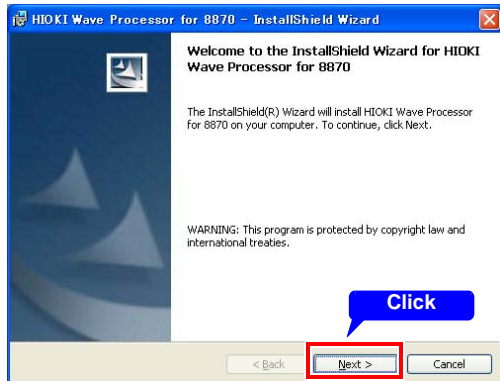 HIOKI Wave Processor for 8870 - InstallShield Wizard
Welcome to the InstallShield Wizard for HIOKI
Wave Processor for 8870
The InstallShield(R) Wizard will install HIOKI Wave Processor
for 8870 on your computer. To continue, click Next.
WARNING: This program is protected by copyright law and
international treaties.
Click
< Back
Next >
Cancel